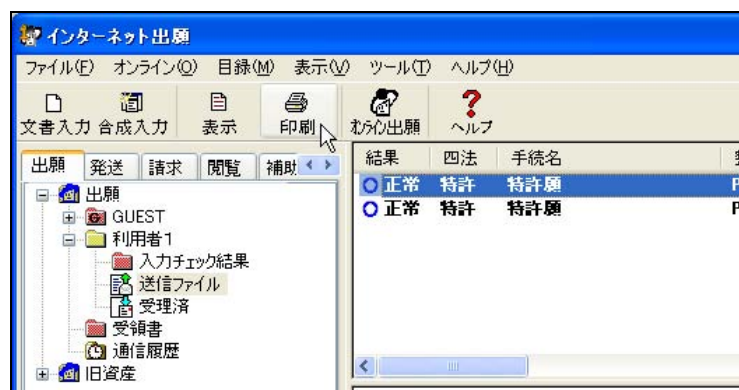 インターネット出願
ファイル(F) オンライン(O) 目録(M) 表示(V) ツール(T) ヘルプ(H)
文書入力 合成入力 表示 印刷 オンライン出願 ヘルプ
出願 発送 請求 閲覧 補助
結果 四法 手続名
正常 特許 特許願 P
正常 特許 特許願 P
出願
GUEST
利用者1
入力チェック結果
送信ファイル
受理済
受領書
通信履歴
旧資産